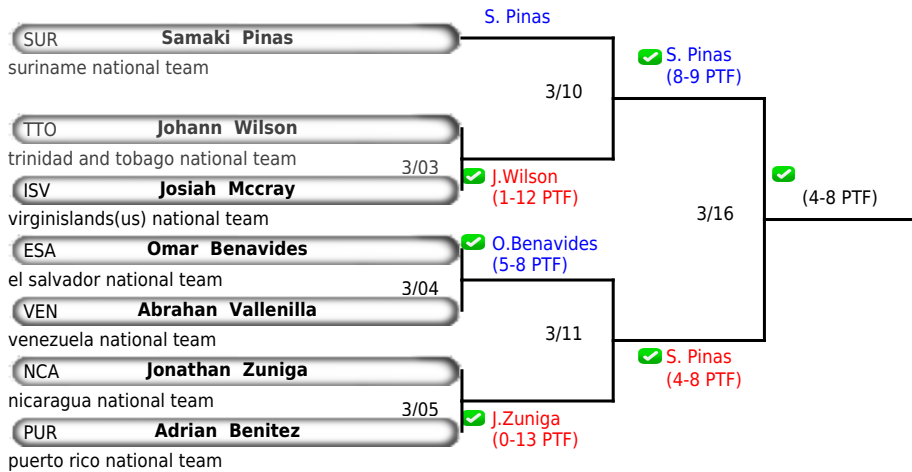 S. Pinas
SUR Samaki Pinas
suriname national team
S. Pinas
(8-9 PTF)
3/10
TTO Johann Wilson
trinidad and tobago national team
3/03
J.Wilson
(1-12 PTF)
ISV Josiah Mccray
virginislands(us) national team
(4-8 PTF)
3/16
ESA Omar Benavides
el salvador national team
O.Benavides
(5-8 PTF)
3/04
VEN Abrahan Vallenilla
venezuela national team
3/11
S. Pinas
(4-8 PTF)
NCA Jonathan Zuniga
nicaragua national team
3/05
J.Zuniga
(0-13 PTF)
PUR Adrian Benitez
puerto rico national team